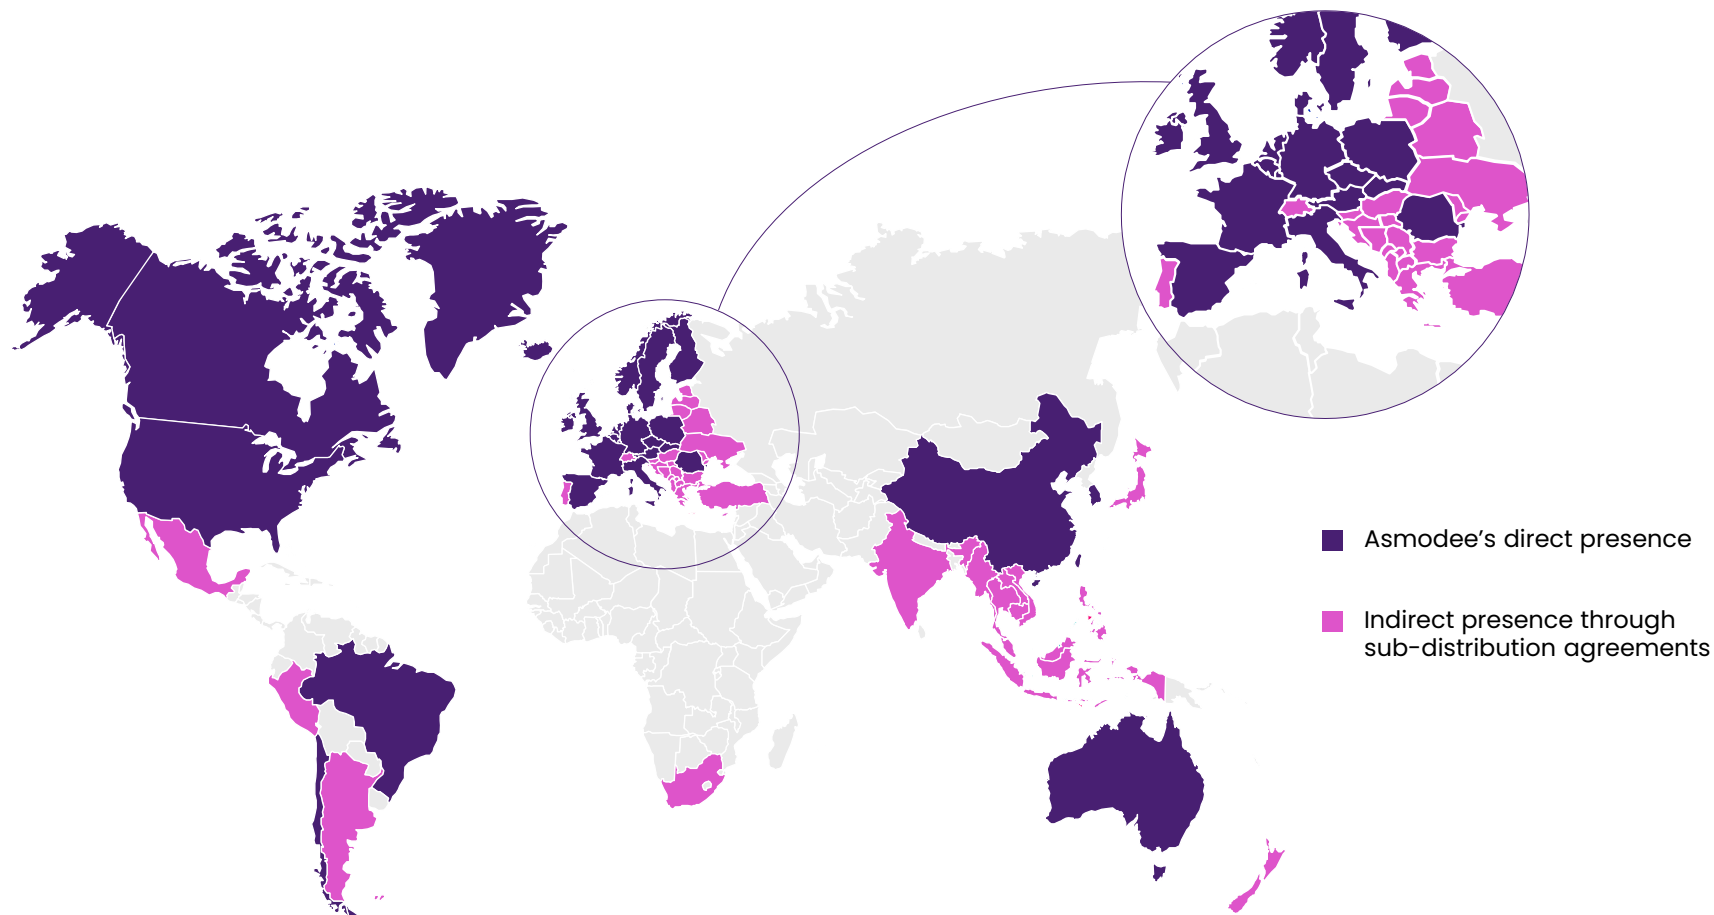 Asmodee’s direct presence
Indirect presence through
sub-distribution agreements